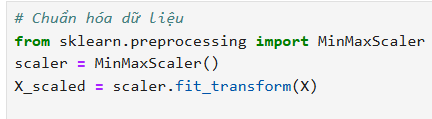 # Chuẩn hóa dữ liệu
from sklearn.preprocessing import MinMaxScaler
scaler = MinMaxScaler()
X_scaled = scaler.fit_transform(X)